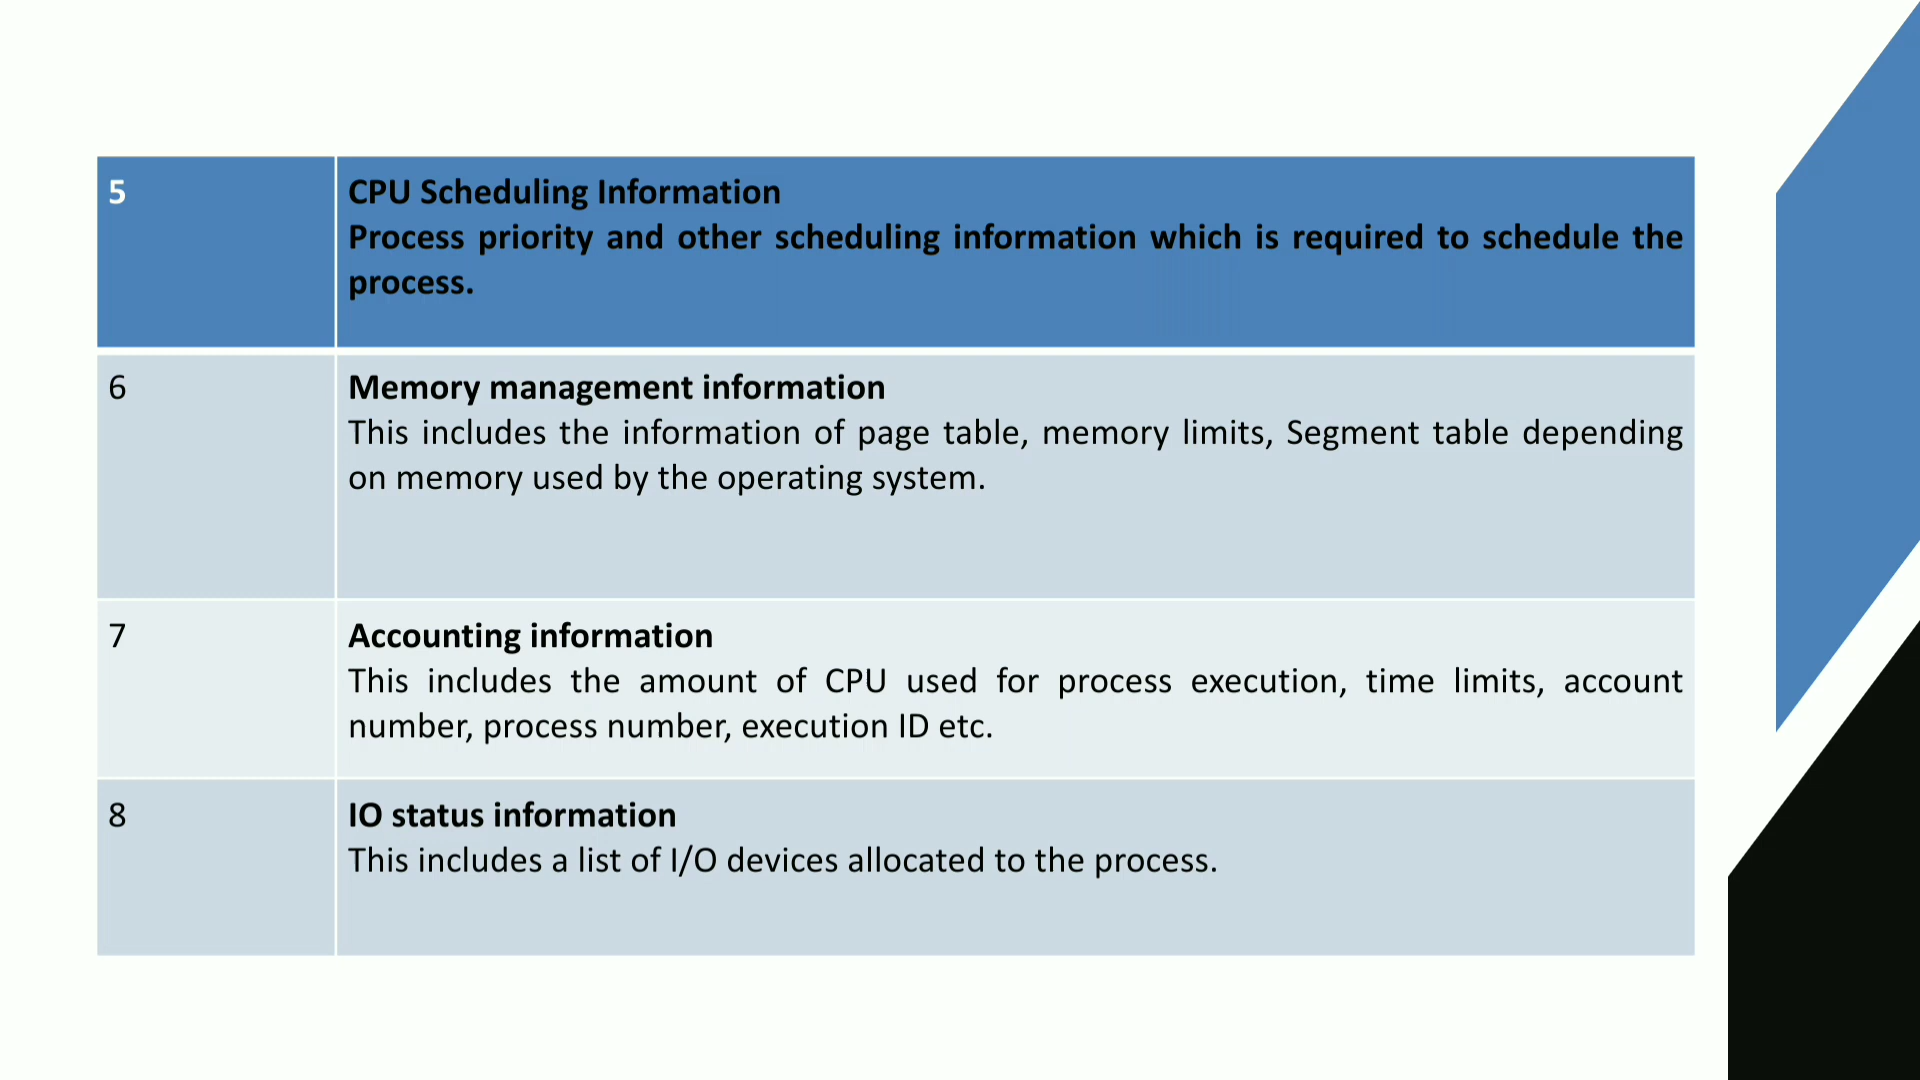 5
CPU Scheduling Information
Process priority and other scheduling information which is required to schedule the
process.
6
Memory management information
This includes the information of page table, memory limits, Segment table depending
on memory used by the operating system.
7
Accounting information
This includes the amount of CPU used for process execution, time limits, account
number, process number, execution ID etc.
8
IO status information
This includes a list of I/O devices allocated to the process.